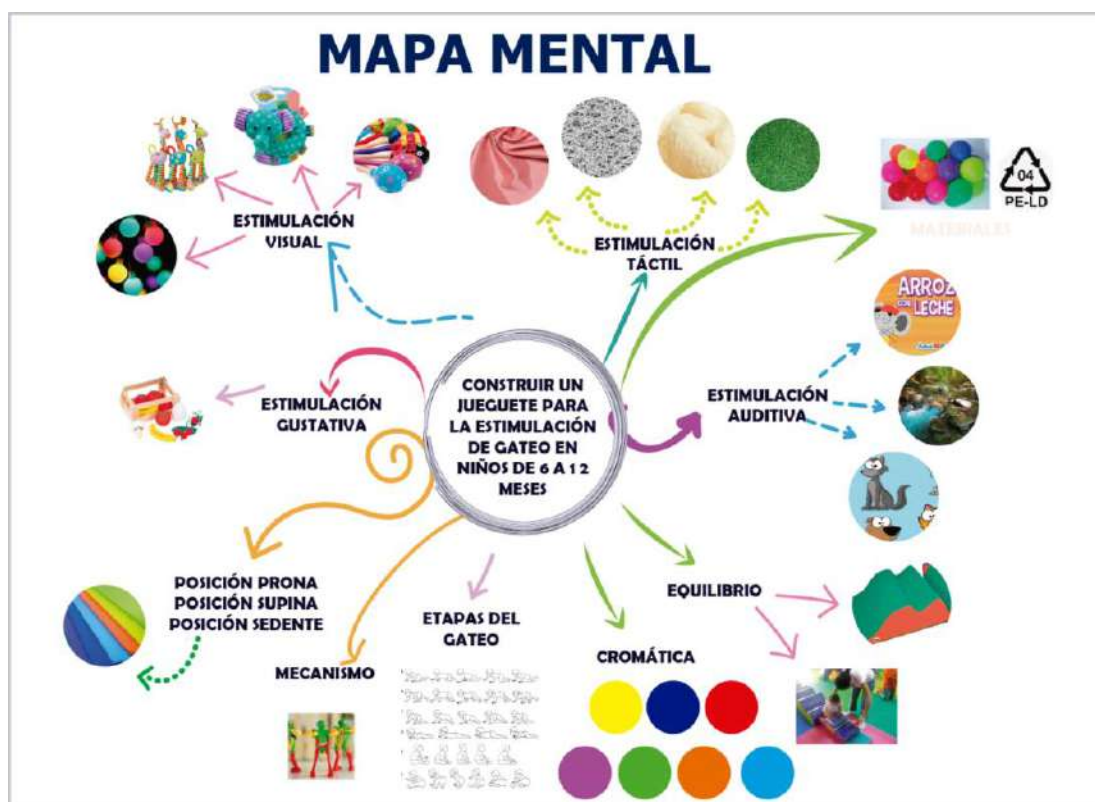 MAPA MENTAL
ESTIMULACIÓN
VISUAL
ESTIMULACIÓN
TÁCTIL
04
PE-LD
MATERIALES
ARROZ
CON LECHE
ESTIMULACIÓN
GUSTATIVA
CONSTRUIR UN
JUEGUETE PARA
LA ESTIMULACIÓN
DE GATEO EN
NIÑOS DE 6 A 12
MESES
ESTIMULACIÓN
AUDITIVA
POSICIÓN PRONA
POSICIÓN SUPINA
POSICIÓN SEDENTE
MECANISMO
ETAPAS DEL
GATEO
CROMÁTICA
EQUILIBRIO